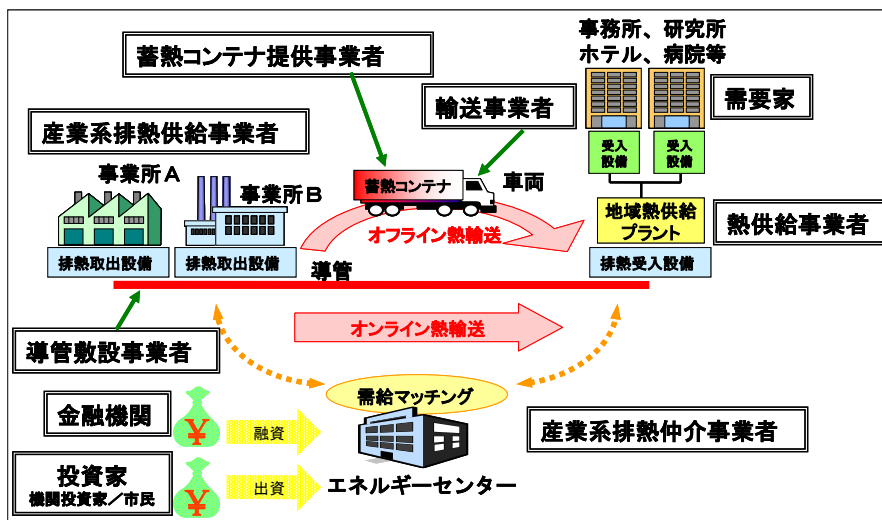 事務所、研究所
ホテル、病院等
蓄熱コンテナ提供事業者
輸送事業者
需要家
産業系排熱供給事業者
受入
設備
受入
設備
事業所A
事業所B
蓄熱コンテナ
車両
地域熱供給
プラント
熱供給事業者
オフライン熱輸送
排熱取出設備
排熱取出設備
導管
排熱受入設備
オンライン熱輸送
導管敷設事業者
需給マッチング
金融機関
¥
融資
産業系排熱仲介事業者
投資家
機関投資家/市民
¥
出資
エネルギーセンター